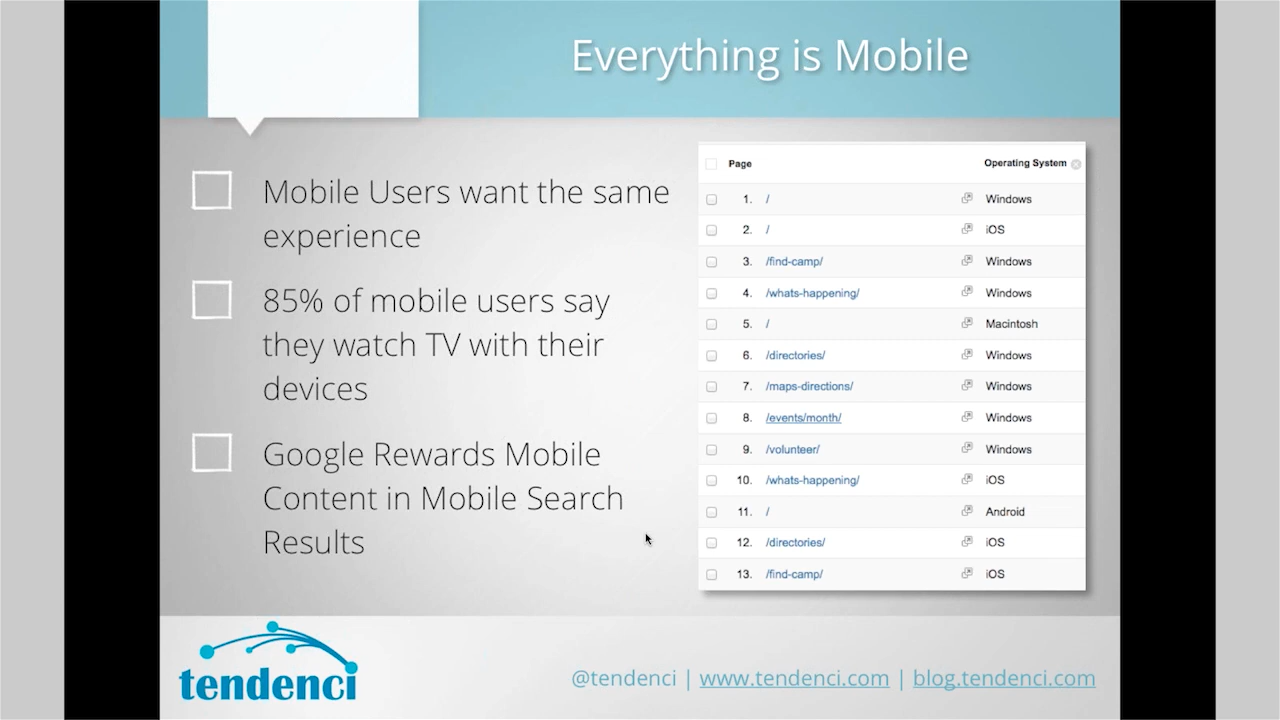 Everything is Mobile
Mobile Users want the same
experience
85% of mobile users say
they watch TV with their
devices
Google Rewards Mobile
Content in Mobile Search
Results
Page Operating System
1. / Windows
2. / iOS
3. /find-camp/ Windows
4. /whats-happening/ Windows
5. / Macintosh
6. /directories/ Windows
7. /maps-directions/ Windows
8. /events/month/ Windows
9. /volunteer/ Windows
10. /whats-happening/ iOS
11. / Android
12. /directories/ iOS
13. /find-camp/ iOS
tendenci
@tendenci | www.tendenci.com | blog.tendenci.com